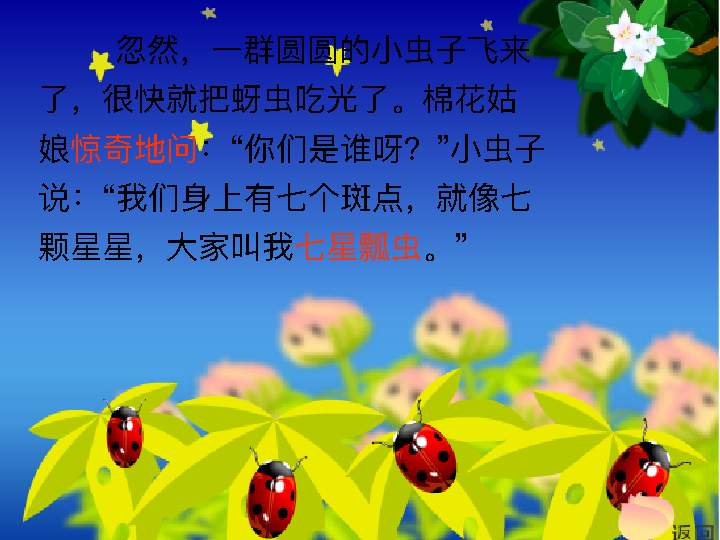 忽然，一群圆圆的小虫子飞来
了，很快就把蚜虫吃光了。棉花姑
娘惊奇地问：“你们是谁呀？”小虫子
说：“我们身上有七个斑点，就像七
颗星星，大家叫我七星瓢虫。”
返回